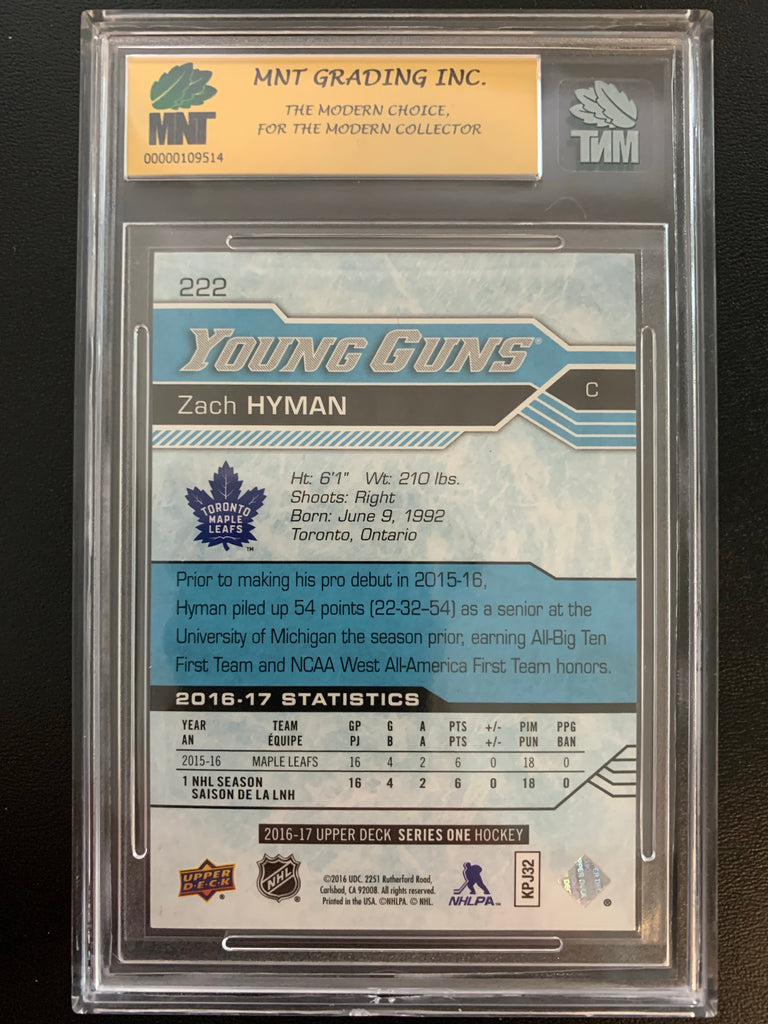 MNT GRADING INC.
THE MODERN CHOICE,
FOR THE MODERN COLLECTOR
MNT
00000109514
MNT
222
YOUNG GUNS®
Zach HYMAN
C
TORONTO
MAPLE
LEAFS
™
Ht: 6'1" Wt: 210 lbs.
Shoots: Right
Born: June 9, 1992
Toronto, Ontario
Prior to making his pro debut in 2015-16,
Hyman piled up 54 points (22-32–54) as a senior at the
University of Michigan the season prior, earning All-Big Ten
First Team and NCAA West All-America First Team honors.
2016-17 STATISTICS
YEAR TEAM GP G A PTS +/- PIM PPG
AN ÉQUIPE PJ B A PTS +/- PUN BAN
2015-16 MAPLE LEAFS 16 4 2 6 0 18 0
1 NHL SEASON 16 4 2 6 0 18 0
SAISON DE LA LNH
2016-17 UPPER DECK SERIES ONE HOCKEY
UPPER
DECK
®
NHL
©2016 UDC. 2251 Rutherford Road,
Carlsbad, CA 92008. All rights reserved.
Printed in the USA. ©NHLPA. © NHL.
NHLPA™
KPJ32
®